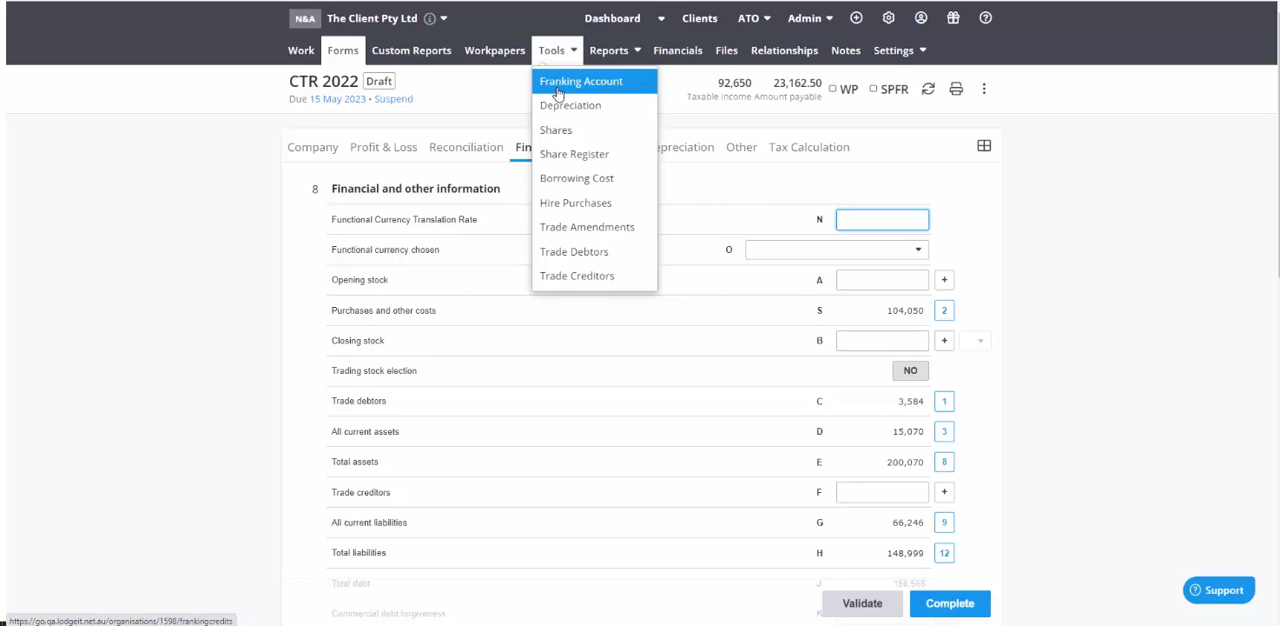 N&A The Client Pty Ltd Dashboard Clients ATO Admin
Work Forms Custom Reports Workpapers Tools Reports Financials Files Relationships Notes Settings
CTR 2022 Draft
Due 15 May 2023 • Suspend
92,650 23,162.50
Taxable Income Amount payable
WP SPFR
Franking Account
Depreciation
Shares
Share Register
Borrowing Cost
Hire Purchases
Trade Amendments
Trade Debtors
Trade Creditors
Company Profit & Loss Reconciliation Fin epreciation Other Tax Calculation
8 Financial and other information
Functional Currency Translation Rate N
Functional currency chosen O
Opening stock A +
Purchases and other costs S 104,050 2
Closing stock B +
Trading stock election NO
Trade debtors C 3,584 1
All current assets D 15,070 3
Total assets E 200,070 8
Trade creditors F +
All current liabilities G 66,246 9
Total liabilities H 148,999 12
Total debt J
Commercial debt forgiveness K
Validate Complete
Support
https://go.qa.lodgeit.net.au/organisations/1598/frankingcredits